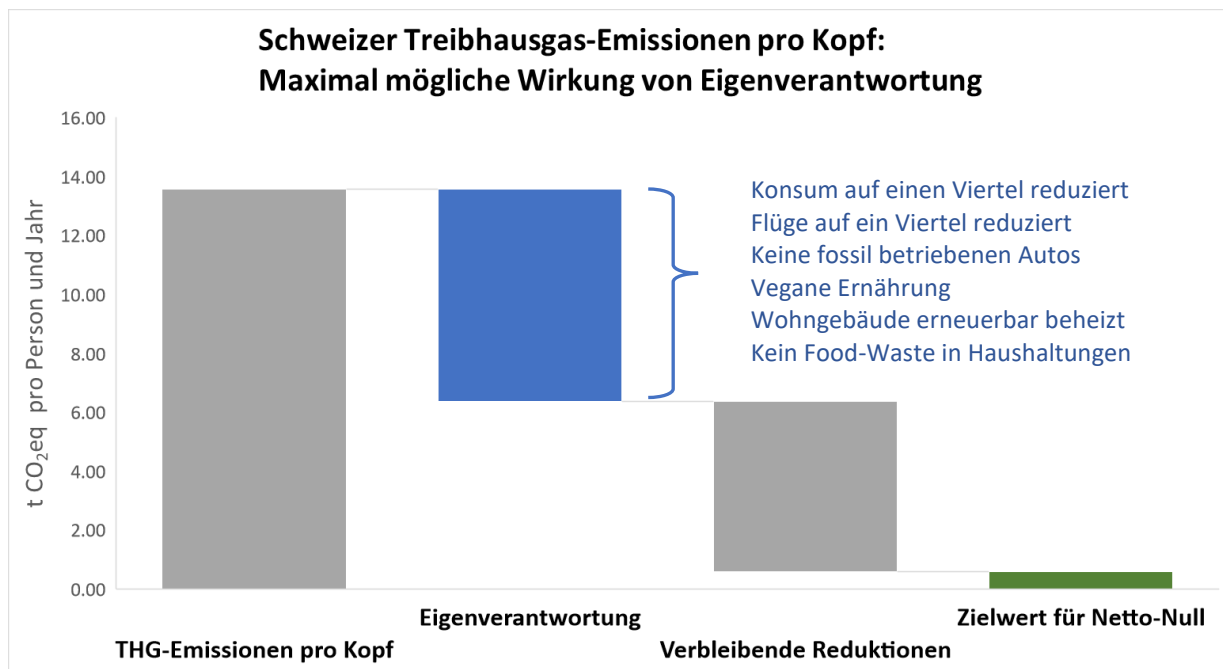 Schweizer Treibhausgas-Emissionen pro Kopf:
Maximal mögliche Wirkung von Eigenverantwortung
t CO₂eq pro Person und Jahr
16.00
14.00
12.00
10.00
8.00
6.00
4.00
2.00
0.00
Konsum auf einen Viertel reduziert
Flüge auf ein Viertel reduziert
Keine fossil betriebenen Autos
Vegane Ernährung
Wohngebäude erneuerbar beheizt
Kein Food-Waste in Haushaltungen
Eigenverantwortung
Zielwert für Netto-Null
THG-Emissionen pro Kopf
Verbleibende Reduktionen